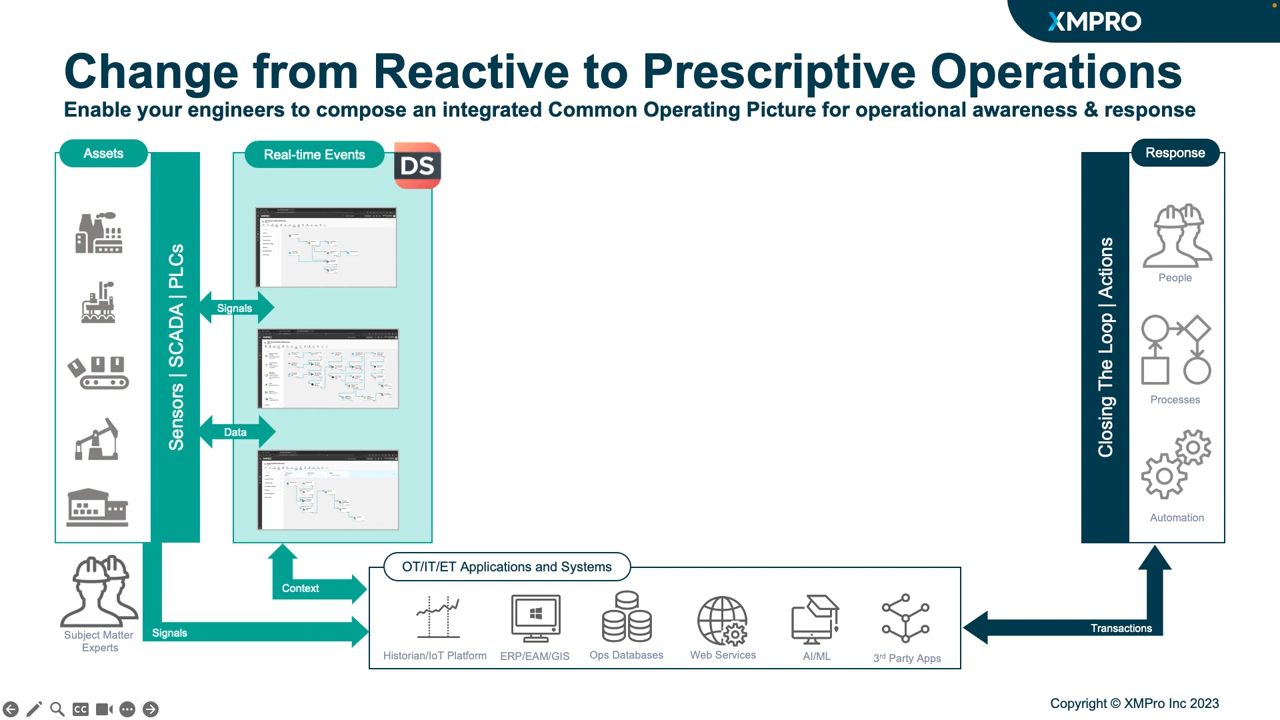 XMPRO
Change from Reactive to Prescriptive Operations
Enable your engineers to compose an integrated Common Operating Picture for operational awareness & response
Assets
Real-time Events
DS
Response
Sensors | SCADA | PLCs
Signals
Data
Closing The Loop | Actions
People
Processes
Automation
Context
OT/IT/ET Applications and Systems
Subject Matter
Experts
Signals
Transactions
Historian/IoT Platform
ERP/EAM/GIS
Ops Databases
Web Services
AI/ML
3rd Party Apps
CC
Copyright © XMPro Inc 2023